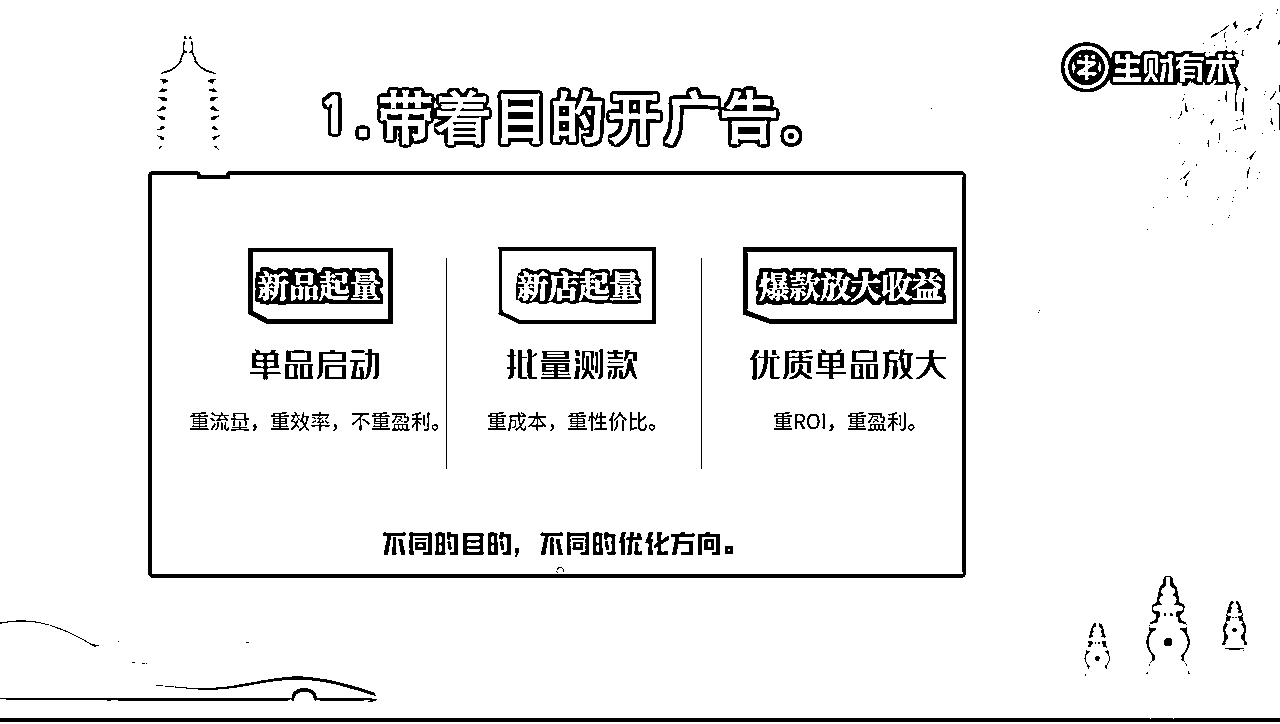 生财有术
1.带着目的开广告。
新品起量
新店起量
爆款放大收益
单品启动
批量测款
优质单品放大
重流量，重效率，不重盈利。
重成本，重性价比。
重ROI，重盈利。
不同的目的，不同的优化方向。